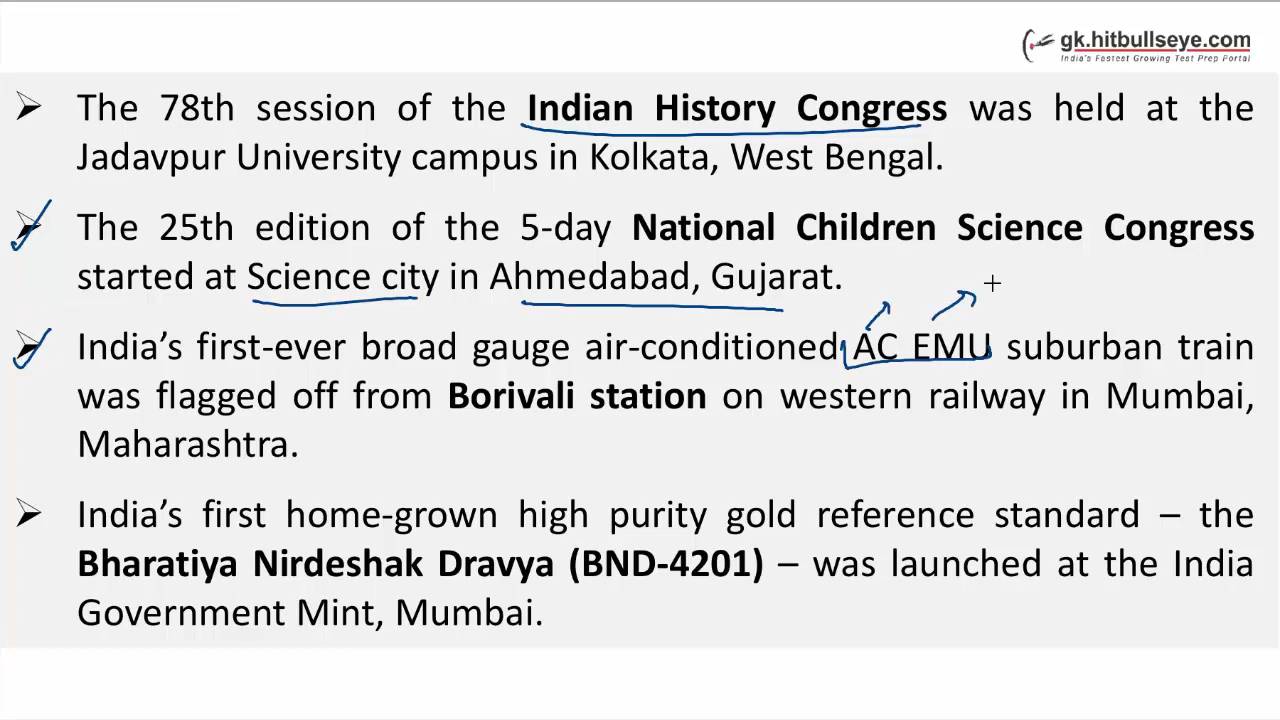 gk.hitbullseye.com
India's Fastest Growing Test Prep Portal
The 78th session of the Indian History Congress was held at the
Jadavpur University campus in Kolkata, West Bengal.
The 25th edition of the 5-day National Children Science Congress
started at Science city in Ahmedabad, Gujarat.
India’s first-ever broad gauge air-conditioned AC EMU suburban train
was flagged off from Borivali station on western railway in Mumbai,
Maharashtra.
India’s first home-grown high purity gold reference standard – the
Bharatiya Nirdeshak Dravya (BND-4201) – was launched at the India
Government Mint, Mumbai.